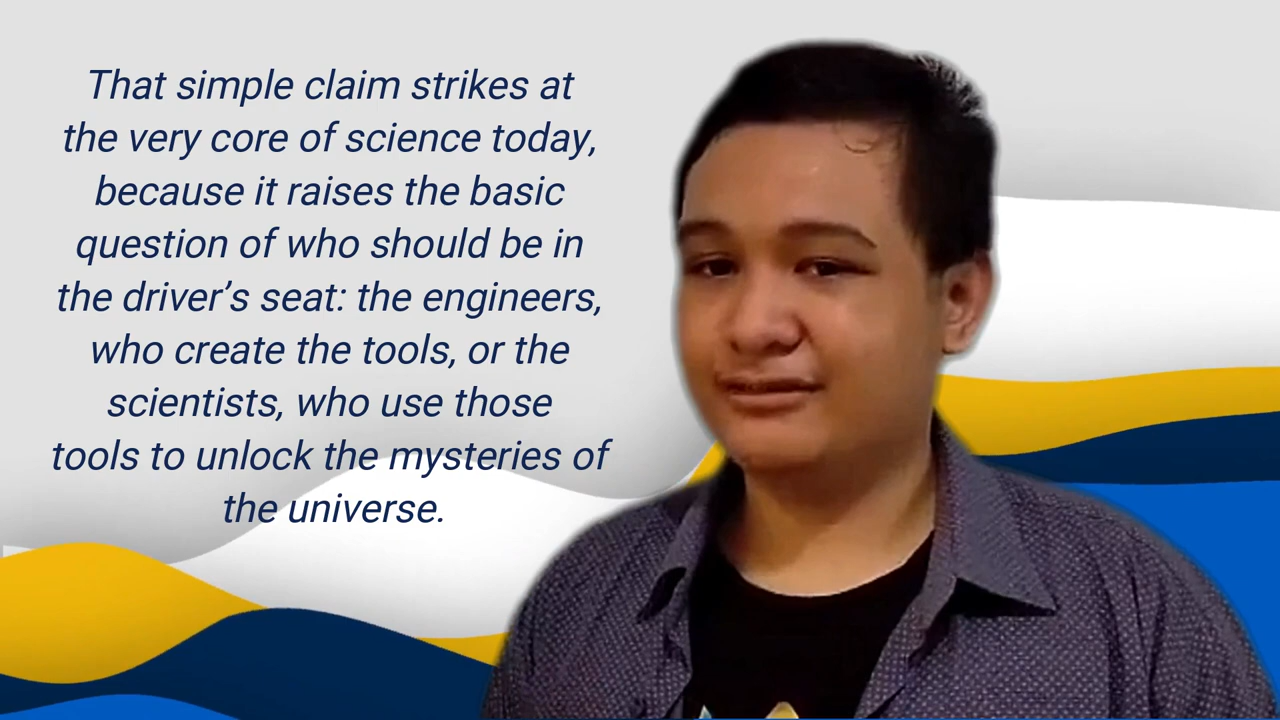 That simple claim strikes at
the very core of science today,
because it raises the basic
question of who should be in
the driver’s seat: the engineers,
who create the tools, or the
scientists, who use those
tools to unlock the mysteries of
the universe.